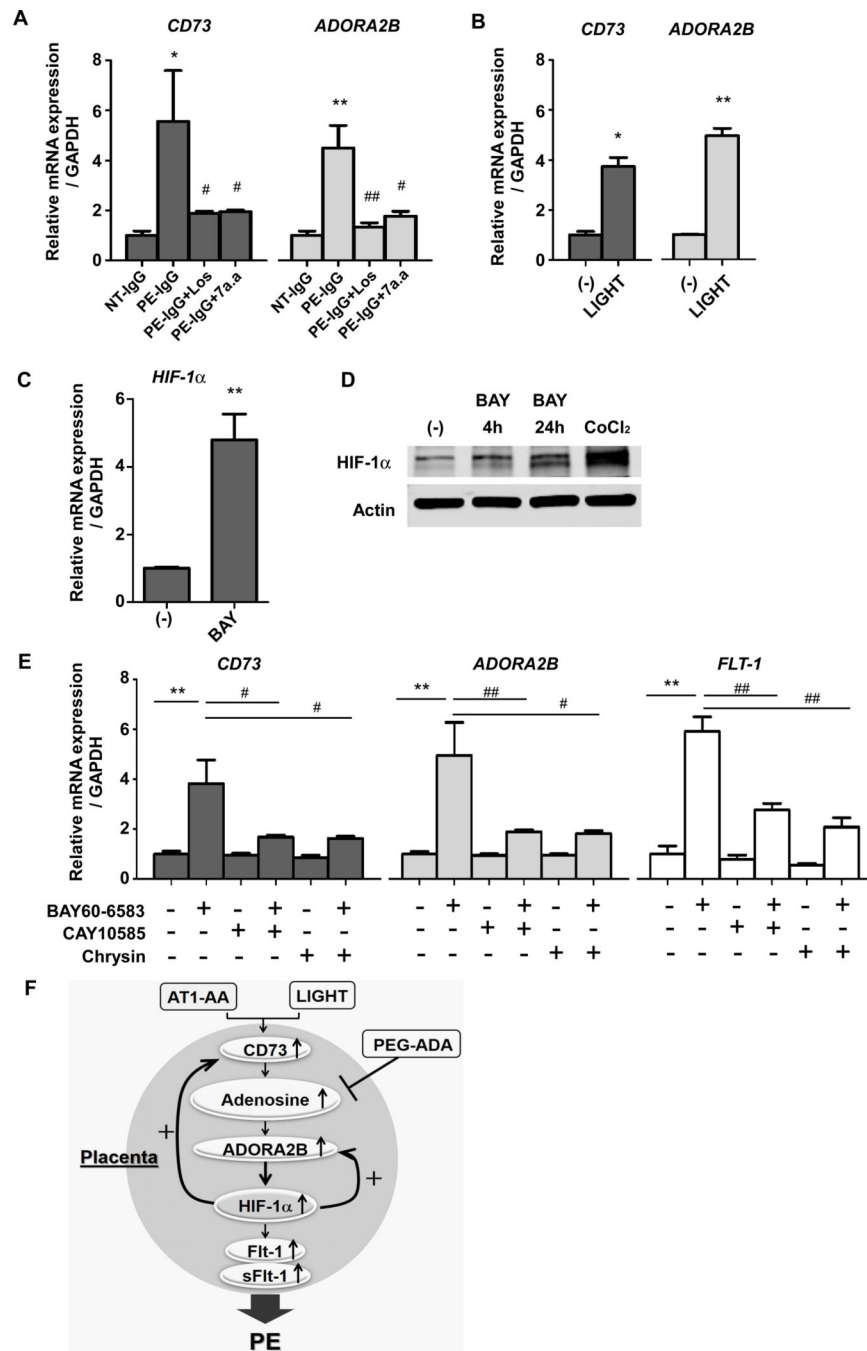 A
CD73
ADORA2B
Relative mRNA expression
/ GAPDH
8
6
4
2
0
*
#
#
**
##
#
NT-IgG
PE-IgG
PE-IgG+Los
PE-IgG+7a.a
NT-IgG
PE-IgG
PE-IgG+Los
PE-IgG+7a.a
B
CD73
ADORA2B
Relative mRNA expression
/ GAPDH
8
6
4
2
0
*
**
(-)
LIGHT
(-)
LIGHT
C
HIF-1α
Relative mRNA expression
/ GAPDH
6
4
2
0
**
(-)
BAY
D
BAY BAY
(-) 4h 24h CoCl₂
HIF-1α
Actin
E
CD73
ADORA2B
FLT-1
Relative mRNA expression
/ GAPDH
8
6
4
2
0
** # #
** ## #
** ## ##
BAY60-6583 - + - + - + - + - + - + - + - + - +
CAY10585 - - + + - - - - + + - - - - + + - -
Chrysin - - - - + + - - - - + + - - - - + +
F
AT1-AA
LIGHT
CD73
PEG-ADA
Adenosine
+
ADORA2B
Placenta
+
HIF-1α
Flt-1
sFlt-1
PE